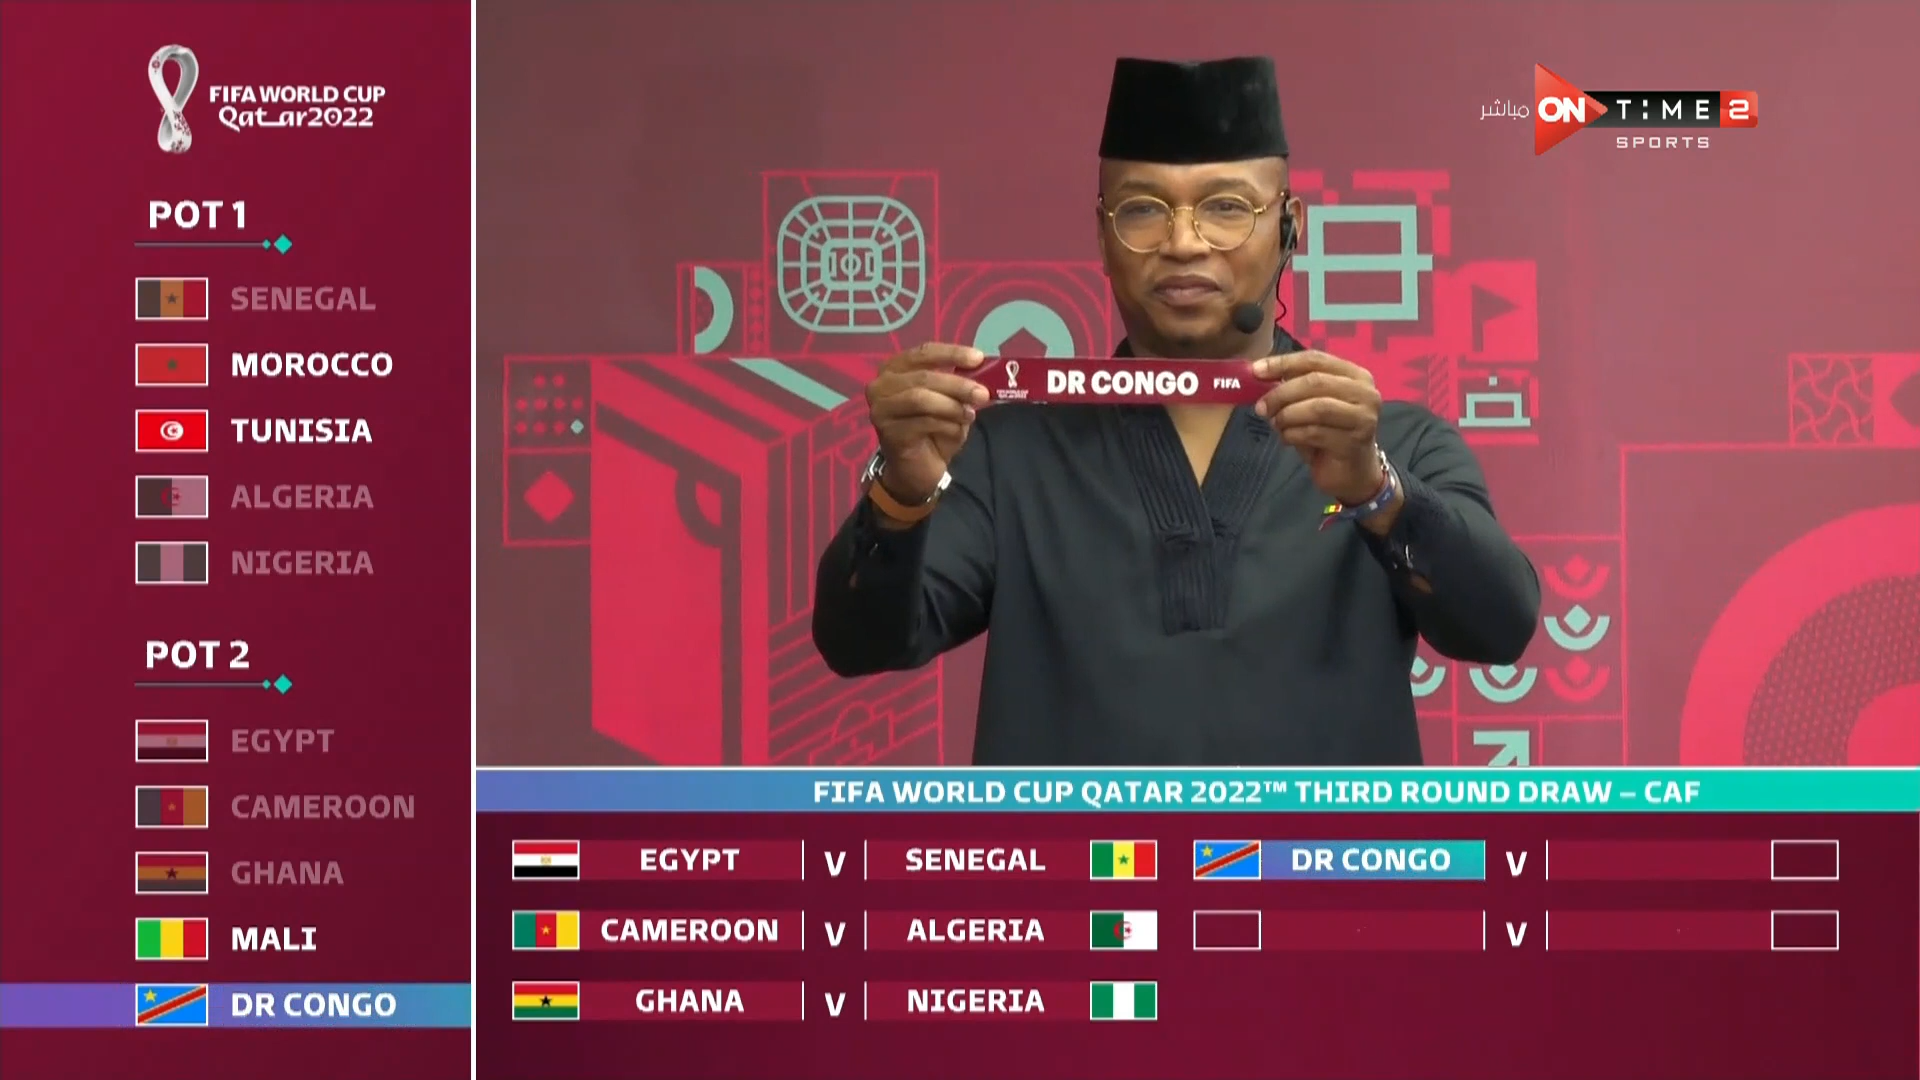 FIFA WORLD CUP
Qatar2022
POT 1
SENEGAL
MOROCCO
TUNISIA
ALGERIA
NIGERIA
POT 2
EGYPT
CAMEROON
GHANA
MALI
DR CONGO
مباشر ON TIME 2
SPORTS
DR CONGO FIFA
FIFA WORLD CUP QATAR 2022™ THIRD ROUND DRAW – CAF
EGYPT V SENEGAL
CAMEROON V ALGERIA
GHANA V NIGERIA
DR CONGO V
V